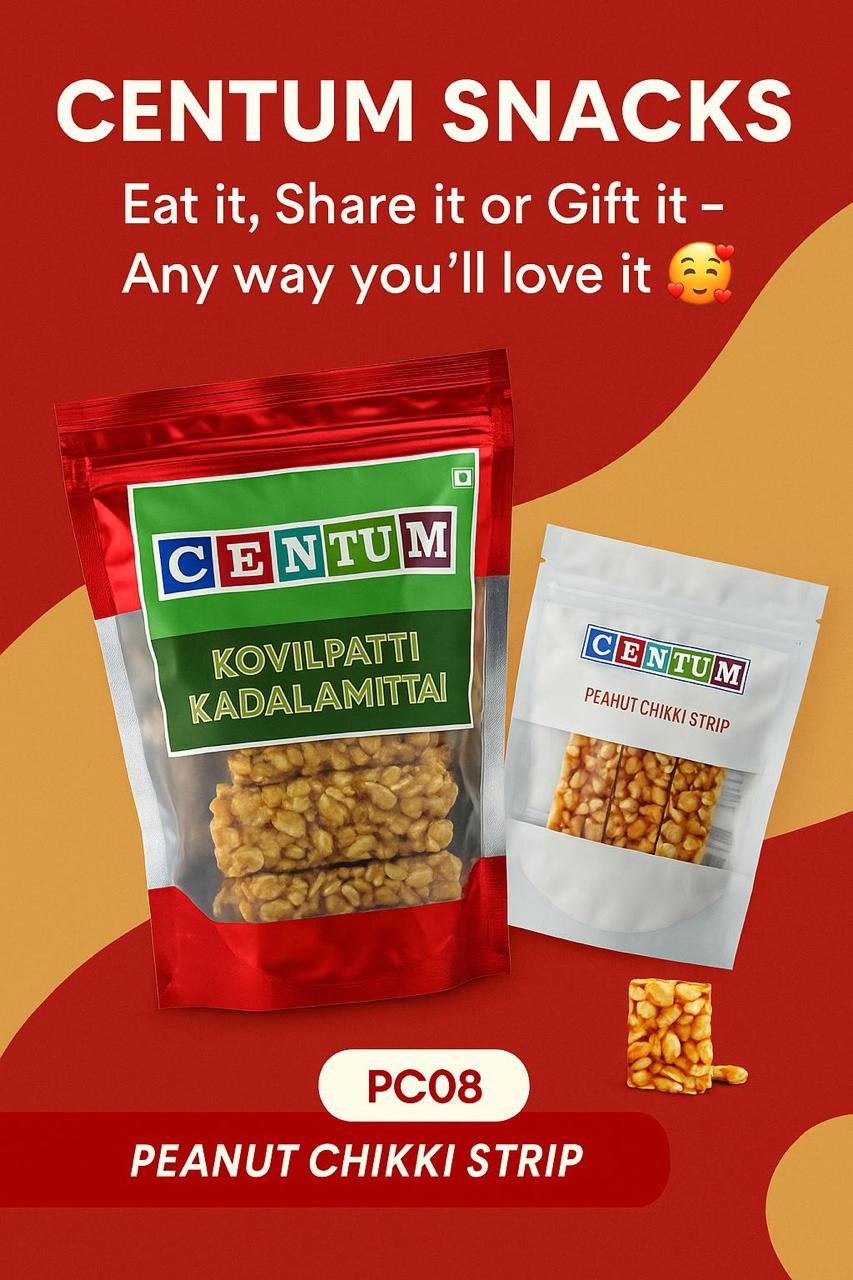 CENTUM SNACKS
Eat it, Share it or Gift it –
Any way you’ll love it 🥰
CENTUM
KOVILPATTI
KADALAMITTAI
CENTUM
PEAHUT CHIKKI STRIP
PC08
PEANUT CHIKKI STRIP